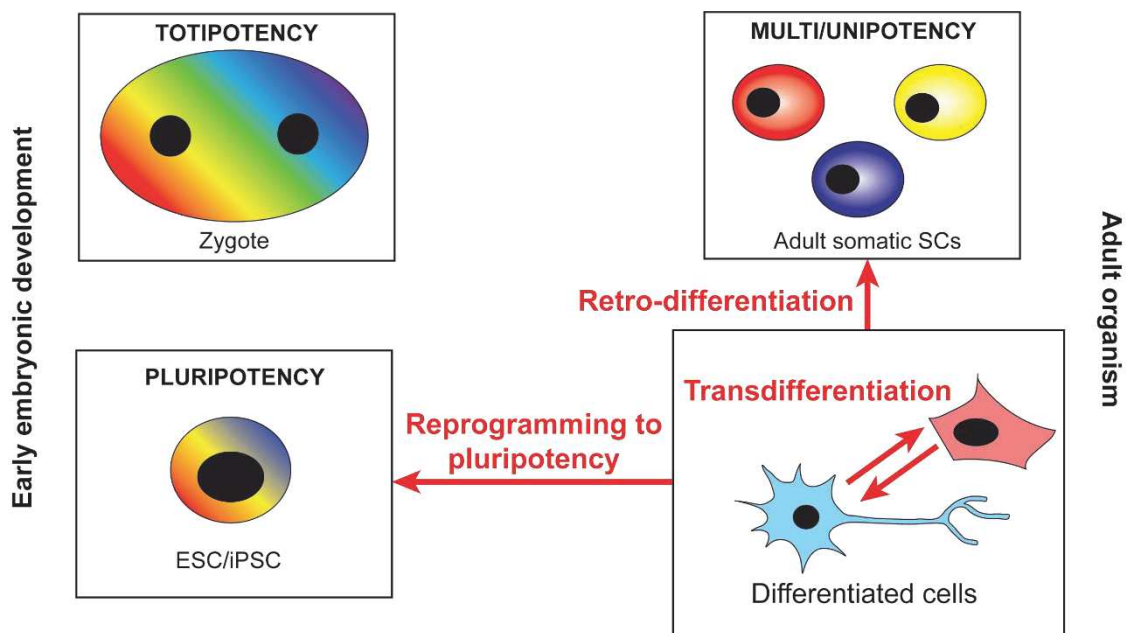 TOTIPOTENCY
Zygote
MULTI/UNIPOTENCY
Adult somatic SCs
Early embryonic development
Adult organism
Retro-differentiation
PLURIPOTENCY
ESC/iPSC
Reprogramming to
pluripotency
Transdifferentiation
Differentiated cells